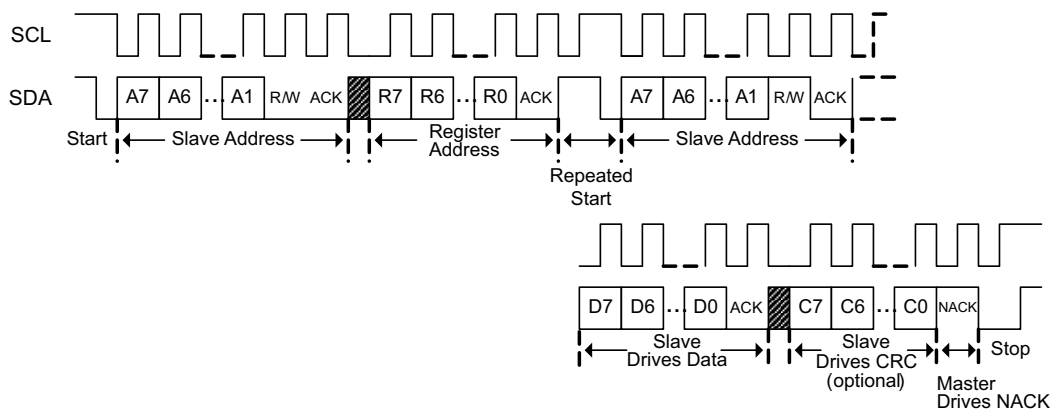 SCL
SDA A7 A6 ... A1 R/W ACK R7 R6 ... R0 ACK A7 A6 ... A1 R/W ACK
Start Slave Address Register Address Slave Address
Repeated Start
D7 D6 ... D0 ACK C7 C6 ... C0 NACK
Slave Drives Data Slave Drives CRC (optional) Stop
Master Drives NACK